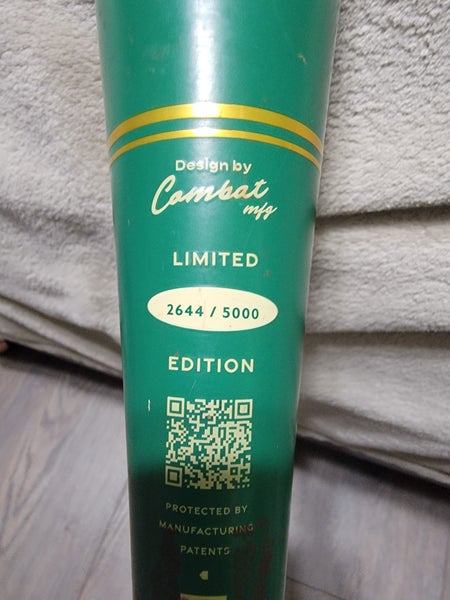 Design by
Combat
mfg
LIMITED
2644 / 5000
EDITION
PROTECTED BY
MANUFACTURING
PATENTS